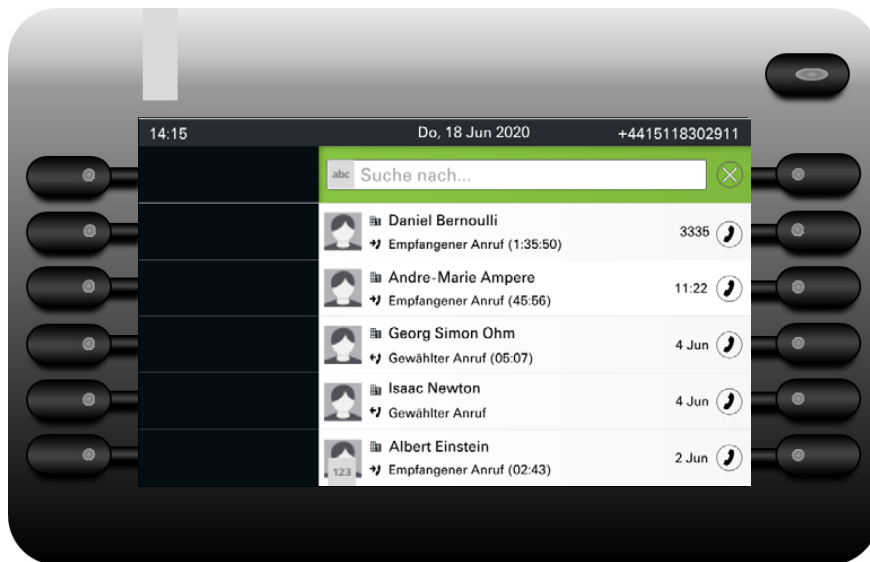 14:15 Do, 18 Jun 2020 +4415118302911
abc Suche nach...
Daniel Bernoulli
Empfangener Anruf (1:35:50) 3335
Andre-Marie Ampere
Empfangener Anruf (45:56) 11:22
Georg Simon Ohm
Gewählter Anruf (05:07) 4 Jun
Isaac Newton
Gewählter Anruf 4 Jun
Albert Einstein
123 Empfangener Anruf (02:43) 2 Jun